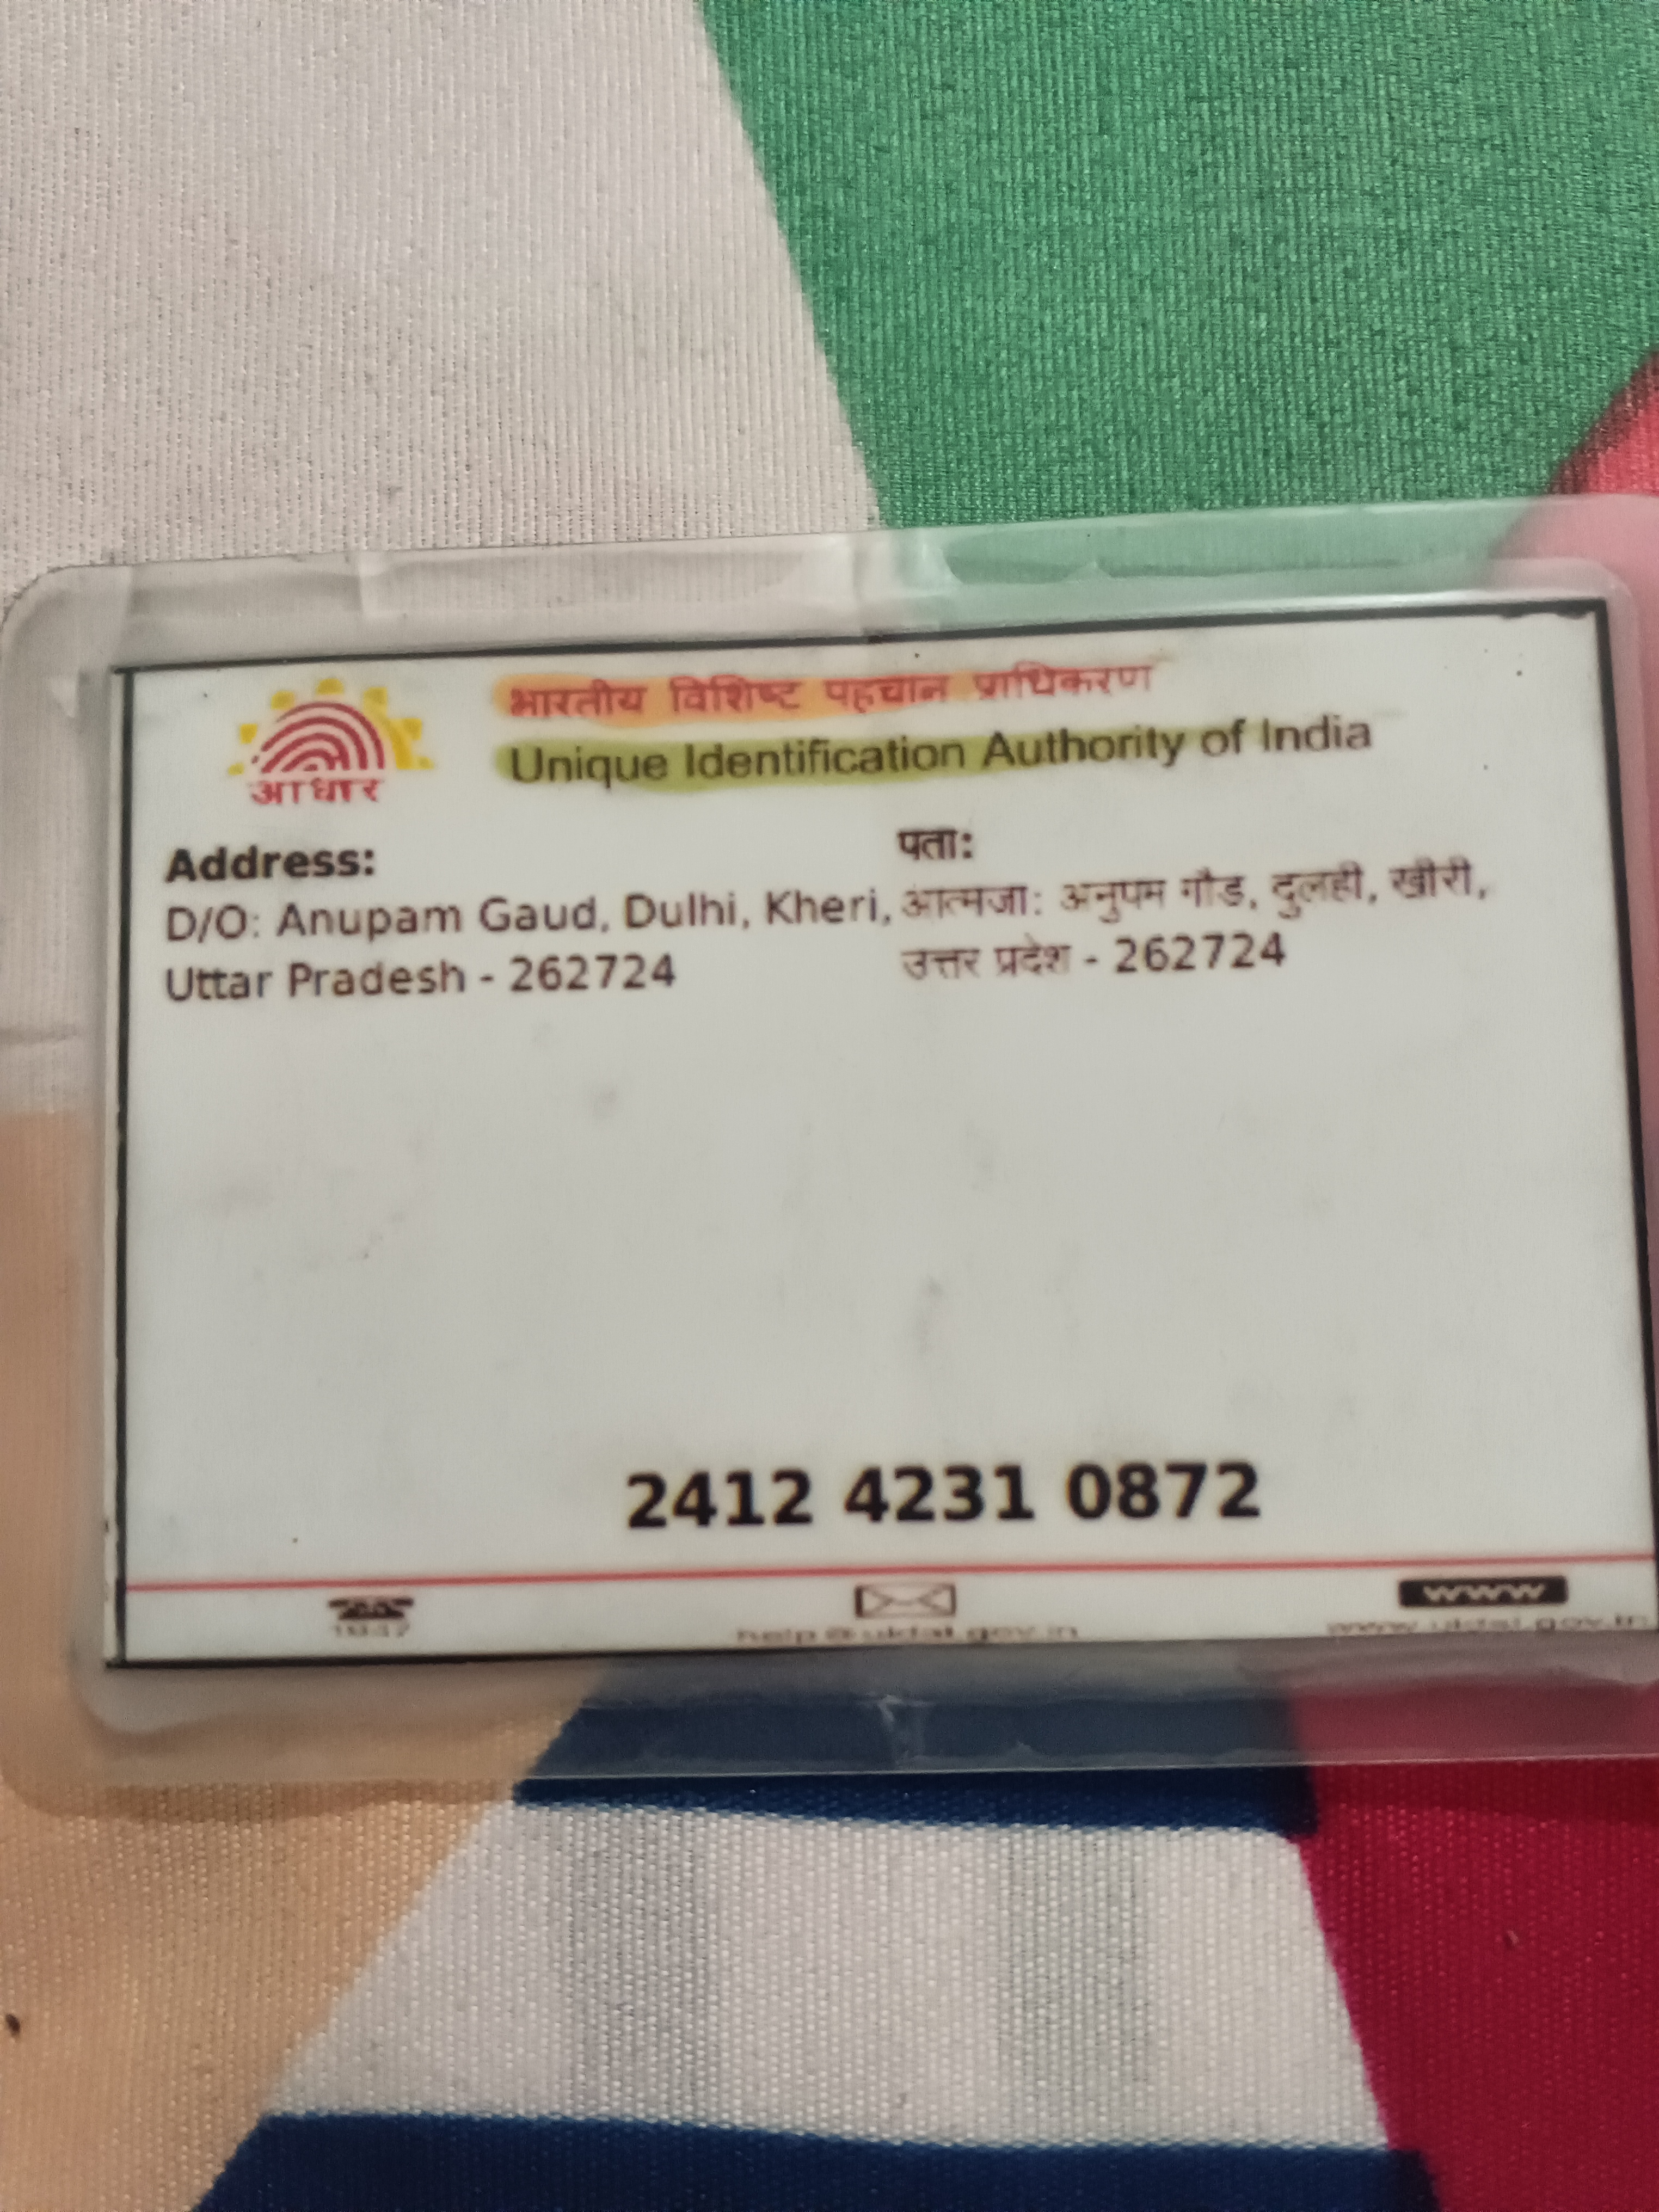 आधार
भारतीय विशिष्ट पहचान प्राधिकरण
Unique Identification Authority of India
Address:
D/O: Anupam Gaud, Dulhi, Kheri,
Uttar Pradesh - 262724
पता:
आत्मजा: अनुपम गौड, दुलही, खीरी,
उत्तर प्रदेश - 262724
2412 4231 0872
1947
help@uidai.gov.in
www
www.uidai.gov.in